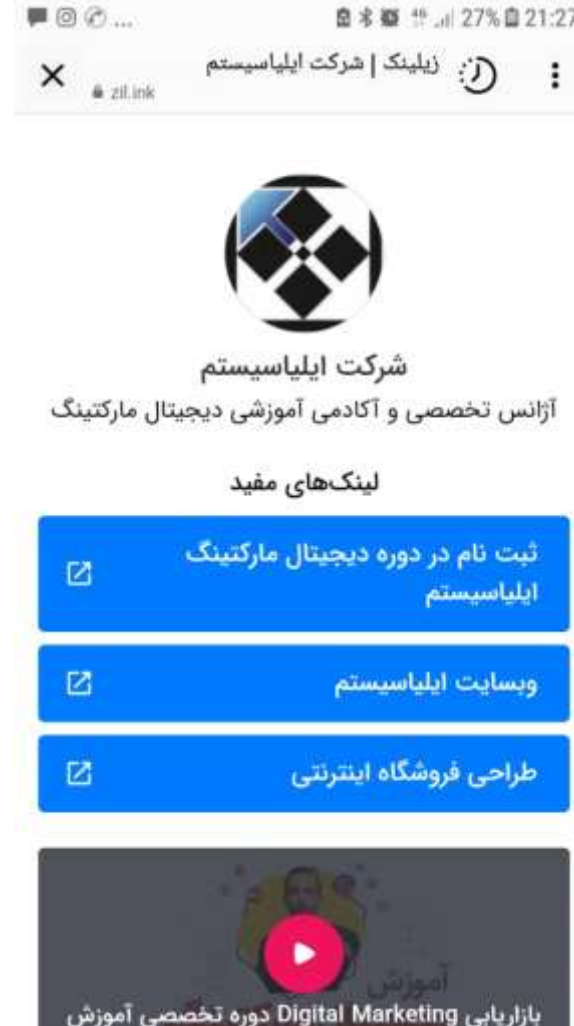 27% 21:27
زیلینک | شرکت ایلیاسیستم
zil.ink
شرکت ایلیاسیستم
آژانس تخصصی و آکادمی آموزشی دیجیتال مارکتینگ
لینک‌های مفید
ثبت نام در دوره دیجیتال مارکتینگ
ایلیاسیستم
وبسایت ایلیاسیستم
طراحی فروشگاه اینترنتی
آموزش
بازاریابی Digital Marketing دوره تخصصی آموزش